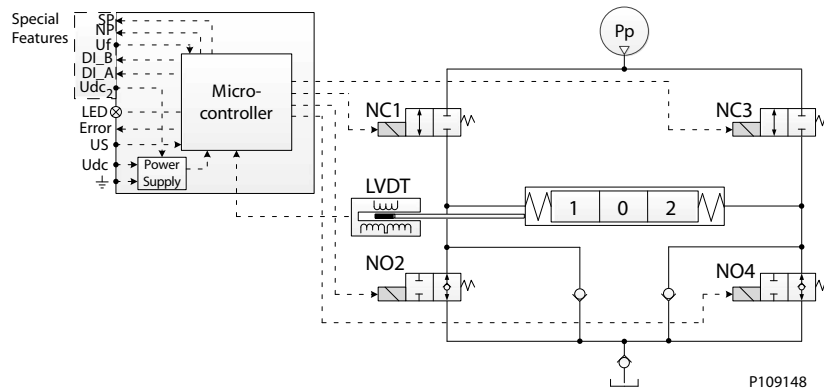 Special
Features
SP
NP
Uf
DI_B
DI_A
Udc2
LED
Error
US
Udc
Micro-
controller
Power
Supply
Pp
NC1
NC3
LVDT
1 0 2
NO2
NO4
P109148